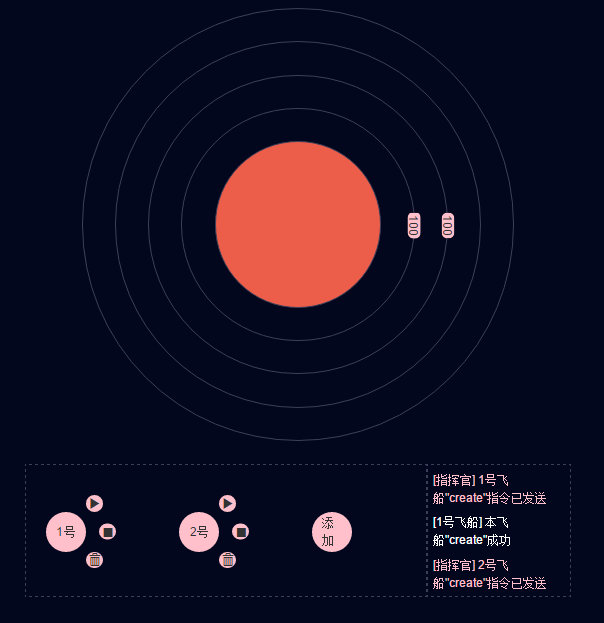 100
100
1号
2号
添
加
[指挥官] 1号飞
船"create"指令已发送
[1号飞船] 本飞
船"create"成功
[指挥官] 2号飞
船"create"指令已发送